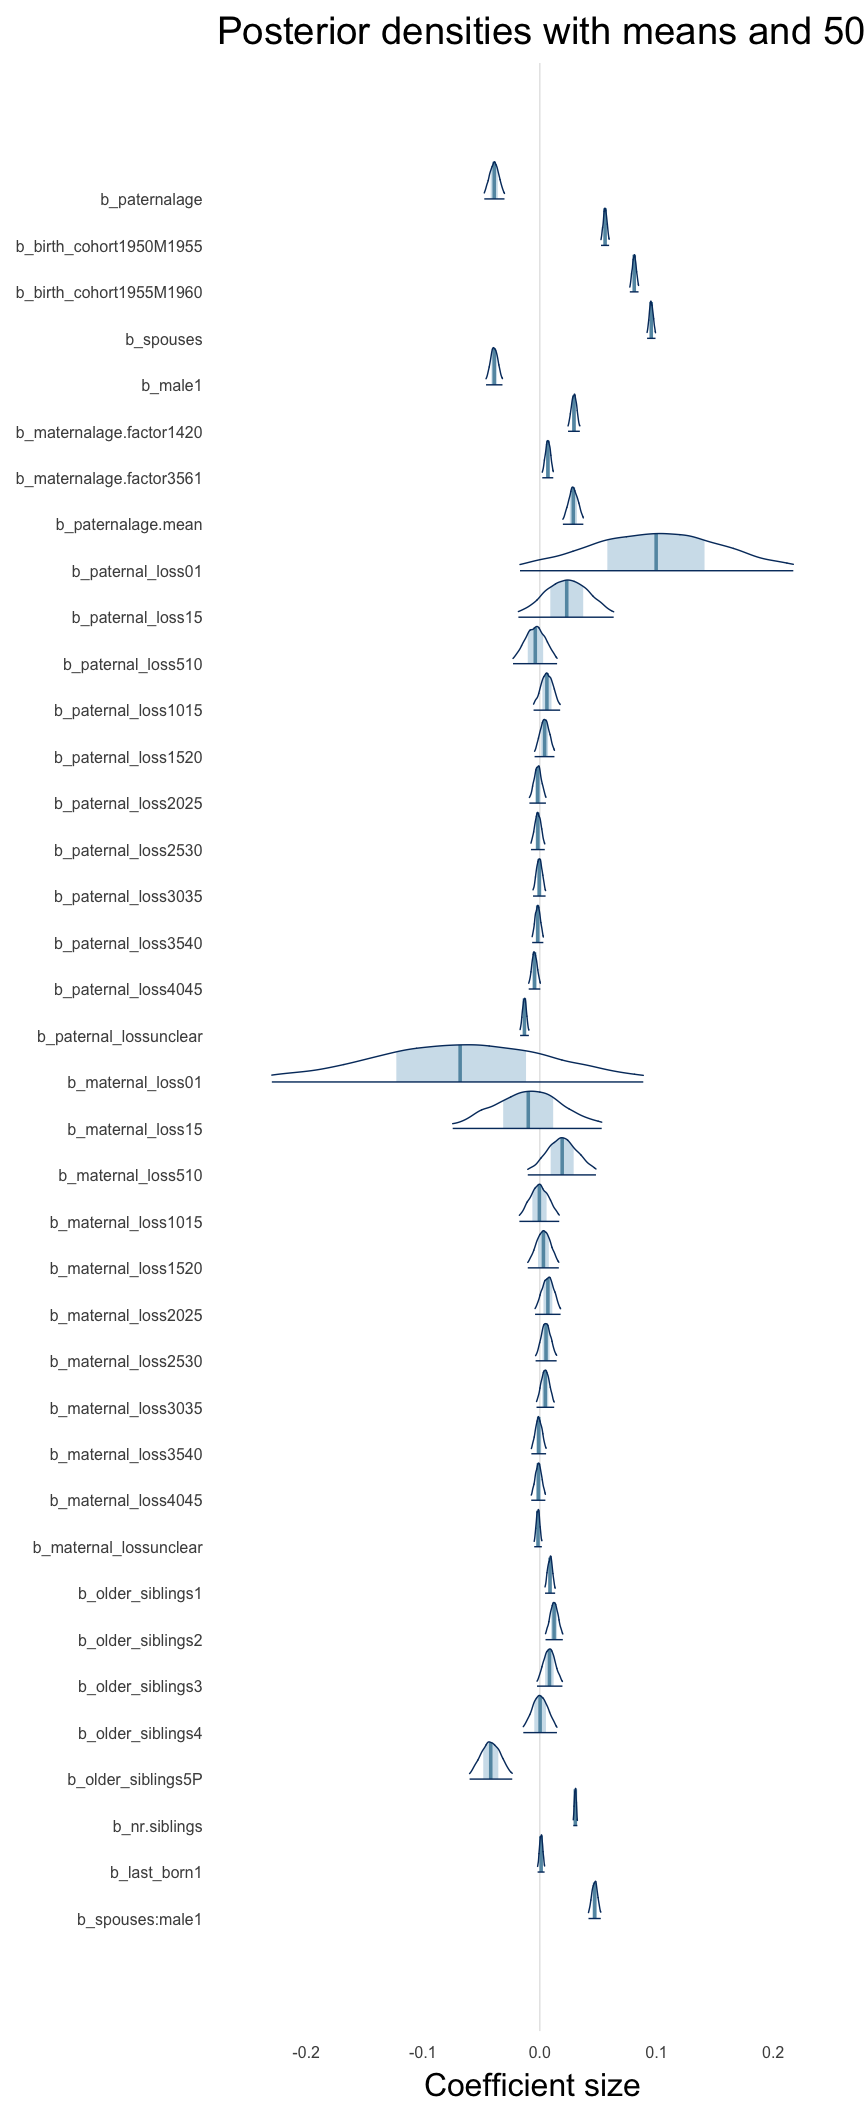 Posterior densities with means and 50
b_paternalage
b_birth_cohort1950M1955
b_birth_cohort1955M1960
b_spouses
b_male1
b_maternalage.factor1420
b_maternalage.factor3561
b_paternalage.mean
b_paternal_loss01
b_paternal_loss15
b_paternal_loss510
b_paternal_loss1015
b_paternal_loss1520
b_paternal_loss2025
b_paternal_loss2530
b_paternal_loss3035
b_paternal_loss3540
b_paternal_loss4045
b_paternal_lossunclear
b_maternal_loss01
b_maternal_loss15
b_maternal_loss510
b_maternal_loss1015
b_maternal_loss1520
b_maternal_loss2025
b_maternal_loss2530
b_maternal_loss3035
b_maternal_loss3540
b_maternal_loss4045
b_maternal_lossunclear
b_older_siblings1
b_older_siblings2
b_older_siblings3
b_older_siblings4
b_older_siblings5P
b_nr.siblings
b_last_born1
b_spouses:male1
-0.2 -0.1 0.0 0.1 0.2
Coefficient size